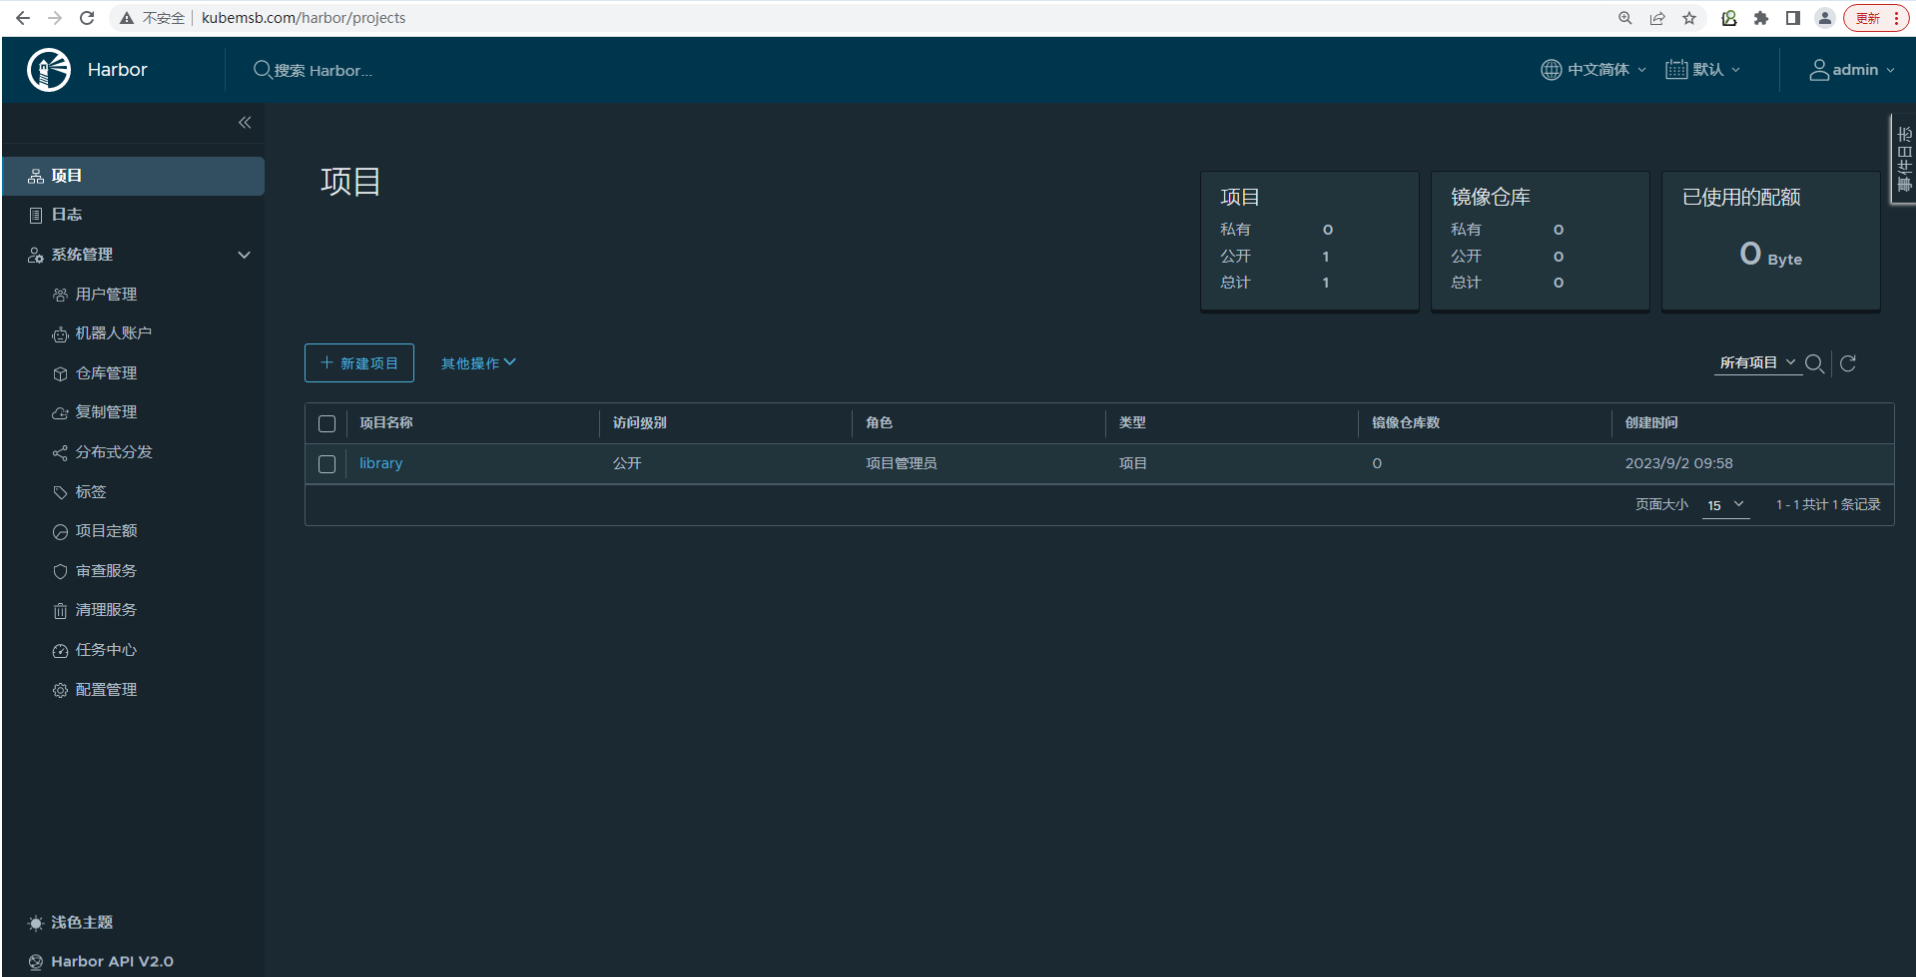 不安全 kubemsb.com/harbor/projects 更新
Harbor 搜索 Harbor... 中文简体 默认 admin
事件日志
项目
日志
系统管理
用户管理
机器人账户
仓库管理
复制管理
分布式分发
标签
项目定额
审查服务
清理服务
任务中心
配置管理
浅色主题
Harbor API V2.0
项目
项目
私有 0
公开 1
总计 1
镜像仓库
私有 0
公开 0
总计 0
已使用的配额
0 Byte
新建项目 其他操作 所有项目
项目名称 访问级别 角色 类型 镜像仓库数 创建时间
library 公开 项目管理员 项目 0 2023/9/2 09:58
页面大小 15 1 - 1 共计 1 条记录